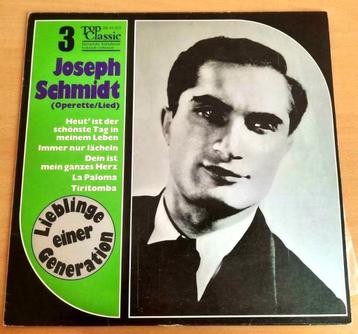 3
TOP
Classic
Joseph
Schmidt
(Operette/Lied)
Heut' ist der
schönste Tag in
meinem Leben
Immer nur lächeln
Dein ist
mein ganzes Herz
La Paloma
Tiritomba
Lieblinge
einer
Generation